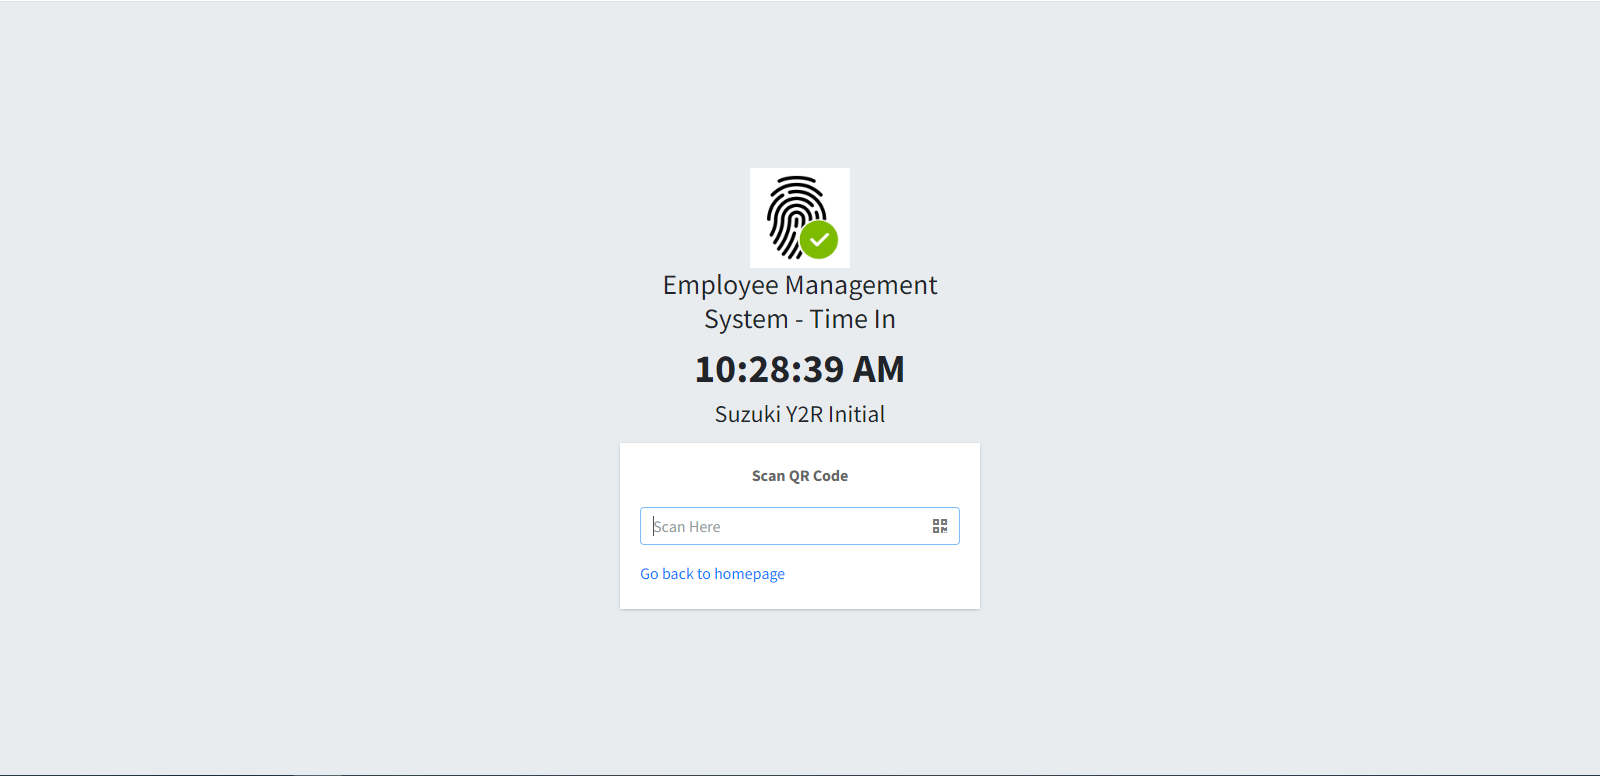 Employee Management
System - Time In
10:28:39 AM
Suzuki Y2R Initial
Scan QR Code
Scan Here
Go back to homepage